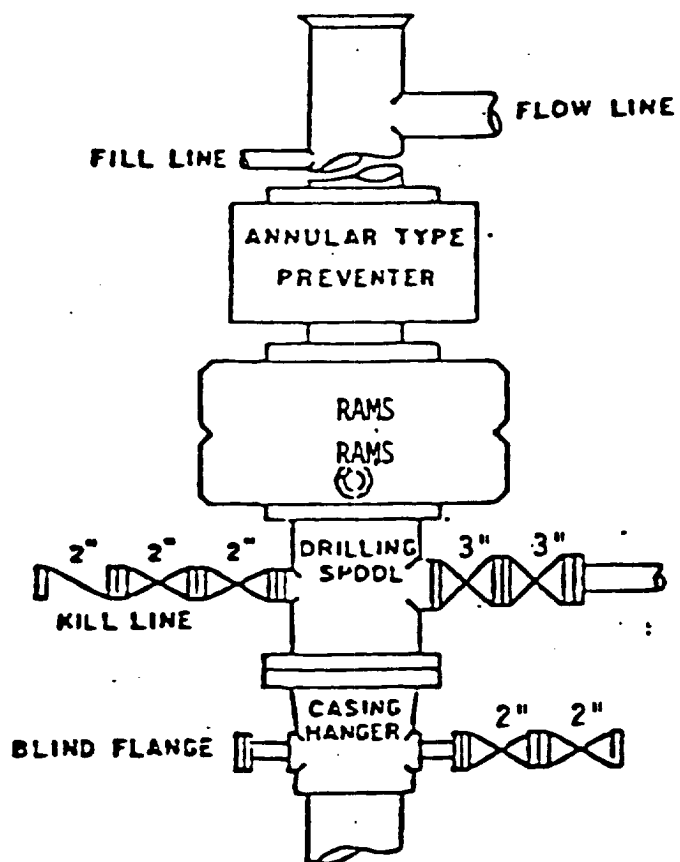 FLOW LINE
FILL LINE
ANNULAR TYPE
PREVENTER
RAMS
RAMS
2" 2" 2"
DRILLING
SPOOL
3" 3"
KILL LINE
CASING
HANGER
2" 2"
BLIND FLANGE